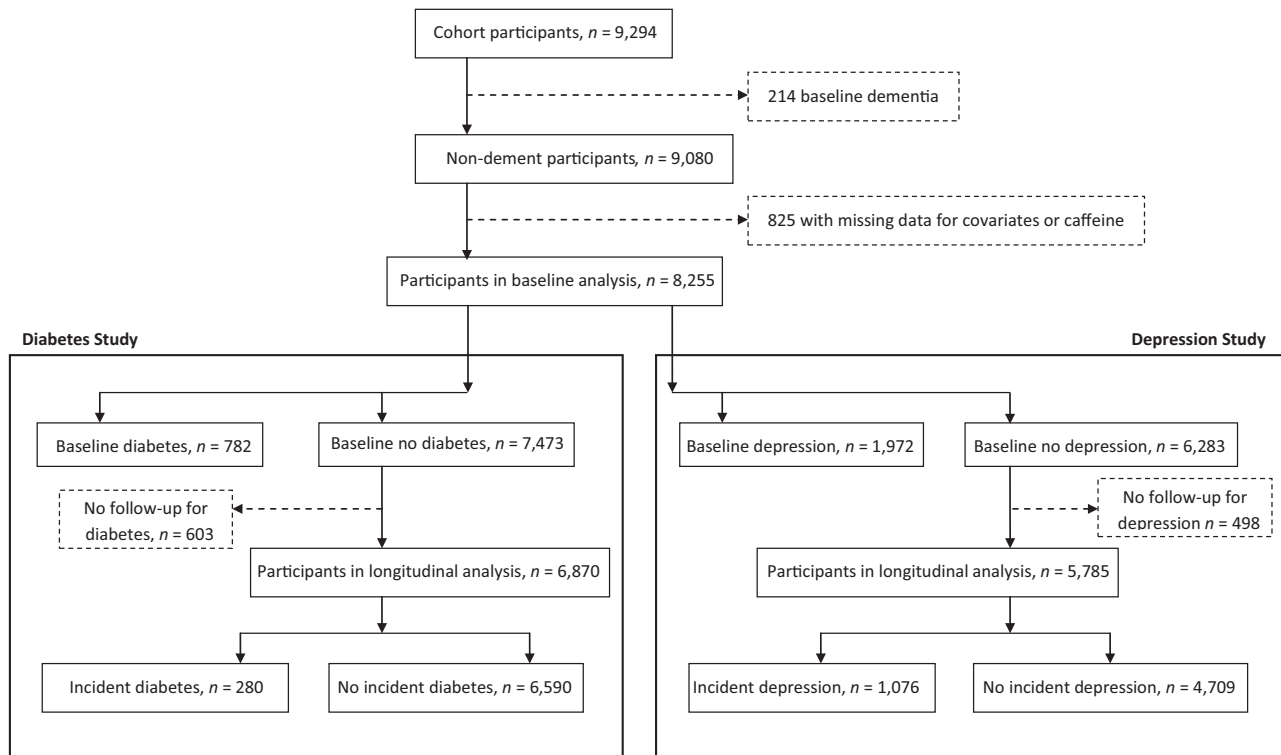 Cohort participants, n = 9,294
214 baseline dementia
Non-dement participants, n = 9,080
825 with missing data for covariates or caffeine
Participants in baseline analysis, n = 8,255
Diabetes Study
Baseline diabetes, n = 782
Baseline no diabetes, n = 7,473
No follow-up for
diabetes, n = 603
Participants in longitudinal analysis, n = 6,870
Incident diabetes, n = 280
No incident diabetes, n = 6,590
Depression Study
Baseline depression, n = 1,972
Baseline no depression, n = 6,283
No follow-up for
depression n = 498
Participants in longitudinal analysis, n = 5,785
Incident depression, n = 1,076
No incident depression, n = 4,709